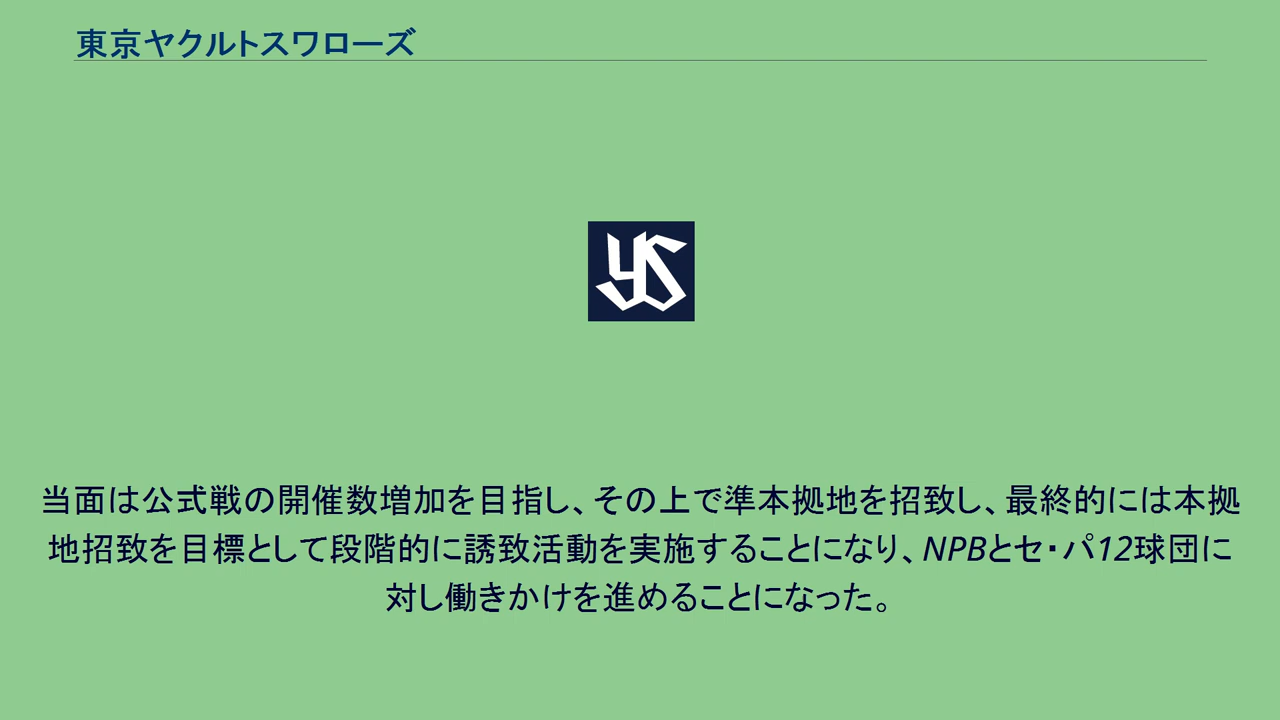 東京ヤクルトスワローズ
YS
当面は公式戦の開催数増加を目指し、その上で準本拠地を招致し、最終的には本拠
地招致を目標として段階的に誘致活動を実施することになり、NPBとセ・パ12球団に
対し働きかけを進めることになった。